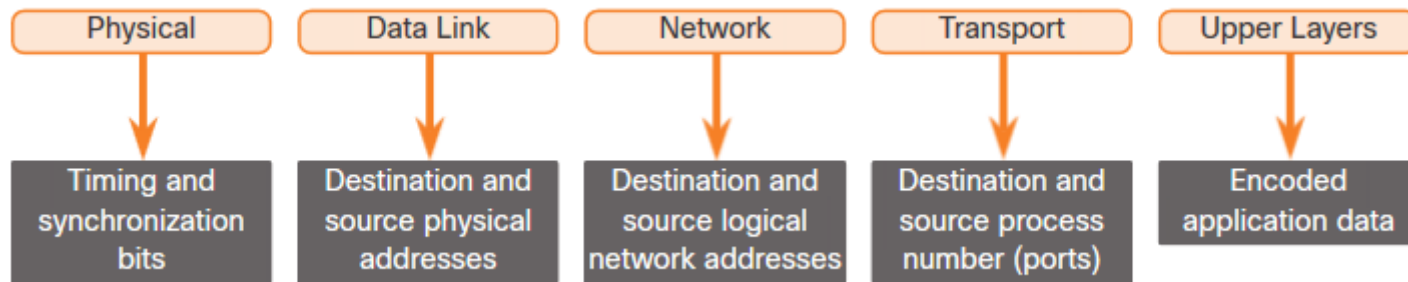 Physical
Data Link
Network
Transport
Upper Layers
Timing and
synchronization
bits
Destination and
source physical
addresses
Destination and
source logical
network addresses
Destination and
source process
number (ports)
Encoded
application data